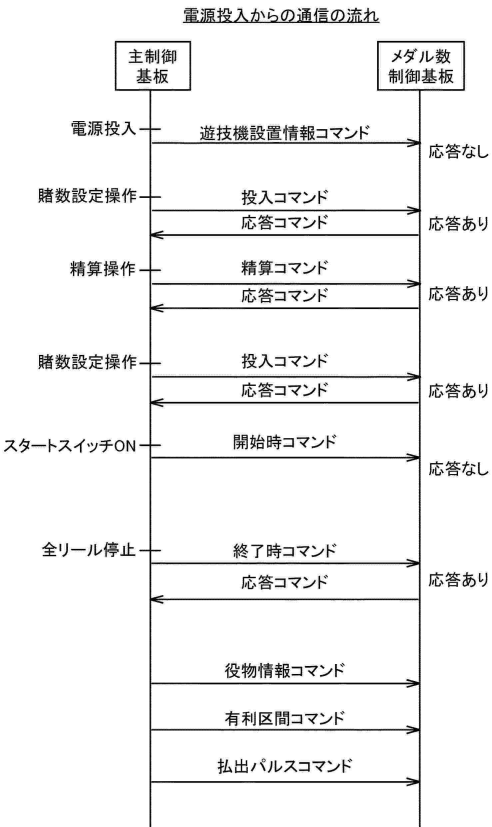 電源投入からの通信の流れ
主制御
基板
メダル数
制御基板
電源投入
遊技機設置情報コマンド
応答なし
賭数設定操作
投入コマンド
応答コマンド
応答あり
精算操作
精算コマンド
応答コマンド
応答あり
賭数設定操作
投入コマンド
応答コマンド
応答あり
スタートスイッチON
開始時コマンド
応答なし
全リール停止
終了時コマンド
応答コマンド
応答あり
役物情報コマンド
有利区間コマンド
払出パルスコマンド